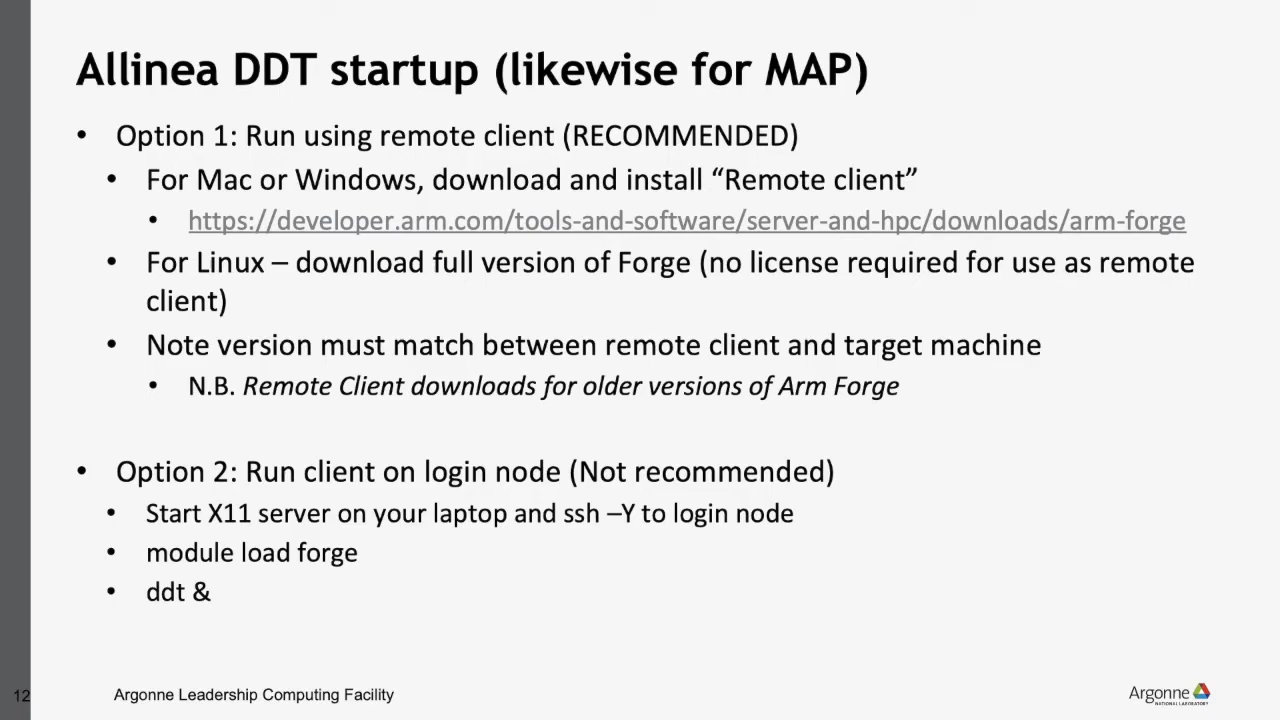 Allinea DDT startup (likewise for MAP)
• Option 1: Run using remote client (RECOMMENDED)
• For Mac or Windows, download and install “Remote client”
• https://developer.arm.com/tools-and-software/server-and-hpc/downloads/arm-forge
• For Linux – download full version of Forge (no license required for use as remote
client)
• Note version must match between remote client and target machine
• N.B. Remote Client downloads for older versions of Arm Forge
• Option 2: Run client on login node (Not recommended)
• Start X11 server on your laptop and ssh –Y to login node
• module load forge
• ddt &
12 Argonne Leadership Computing Facility
Argonne
NATIONAL LABORATORY